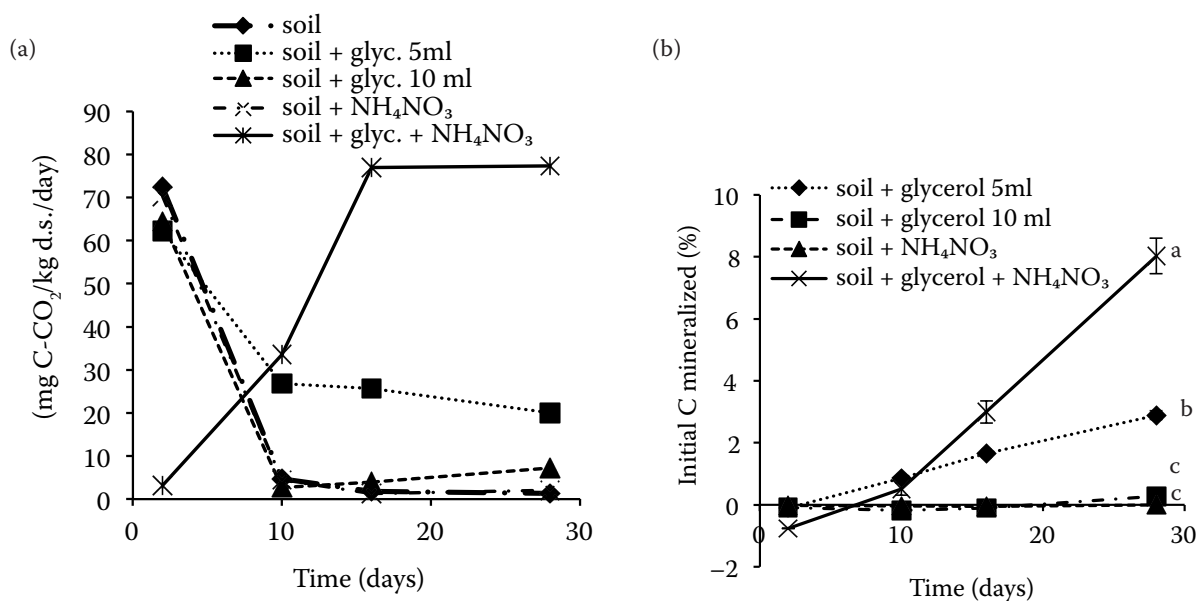 (a)
soil
soil + glyc. 5ml
soil + glyc. 10 ml
soil + NH₄NO₃
soil + glyc. + NH₄NO₃
(mg C-CO₂/kg d.s./day)
90
80
70
60
50
40
30
20
10
0
0
10
20
30
Time (days)
(b)
soil + glycerol 5ml
soil + glycerol 10 ml
soil + NH₄NO₃
soil + glycerol + NH₄NO₃
Initial C mineralized (%)
10
8
6
4
2
0
−2
a
b
c
c
0
10
20
30
Time (days)